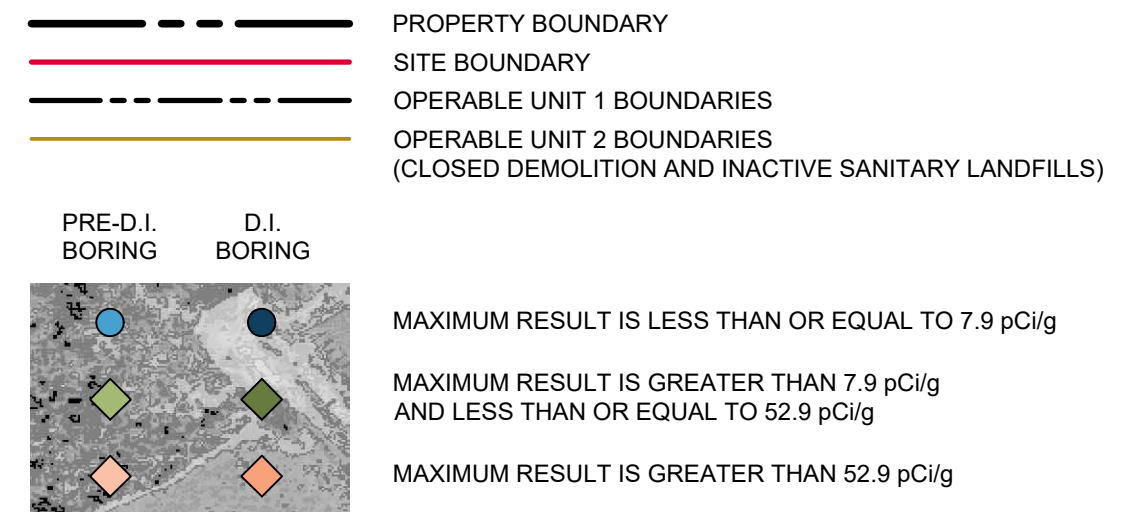 PROPERTY BOUNDARY
SITE BOUNDARY
OPERABLE UNIT 1 BOUNDARIES
OPERABLE UNIT 2 BOUNDARIES
(CLOSED DEMOLITION AND INACTIVE SANITARY LANDFILLS)
PRE-D.I.
BORING
D.I.
BORING
MAXIMUM RESULT IS LESS THAN OR EQUAL TO 7.9 pCi/g
MAXIMUM RESULT IS GREATER THAN 7.9 pCi/g
AND LESS THAN OR EQUAL TO 52.9 pCi/g
MAXIMUM RESULT IS GREATER THAN 52.9 pCi/g